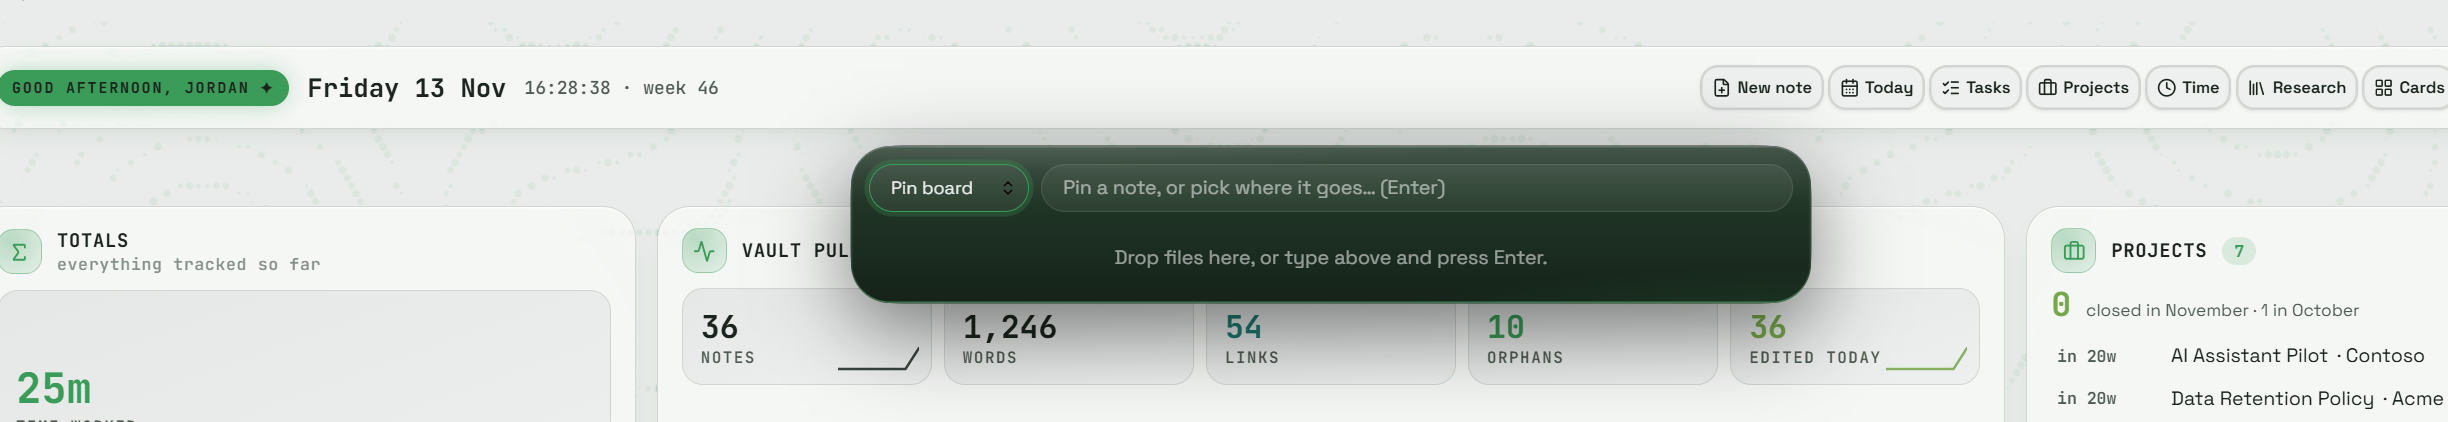 GOOD AFTERNOON, JORDAN ✦ Friday 13 Nov 16:28:38 · week 46
New note Today Tasks Projects Time Research Cards
Pin board Pin a note, or pick where it goes... (Enter)
Drop files here, or type above and press Enter.
TOTALS
everything tracked so far
25m
VAULT PUL
36
NOTES
1,246
WORDS
54
LINKS
10
ORPHANS
36
EDITED TODAY
PROJECTS 7
0 closed in November · 1 in October
in 20w AI Assistant Pilot · Contoso
in 20w Data Retention Policy · Acme